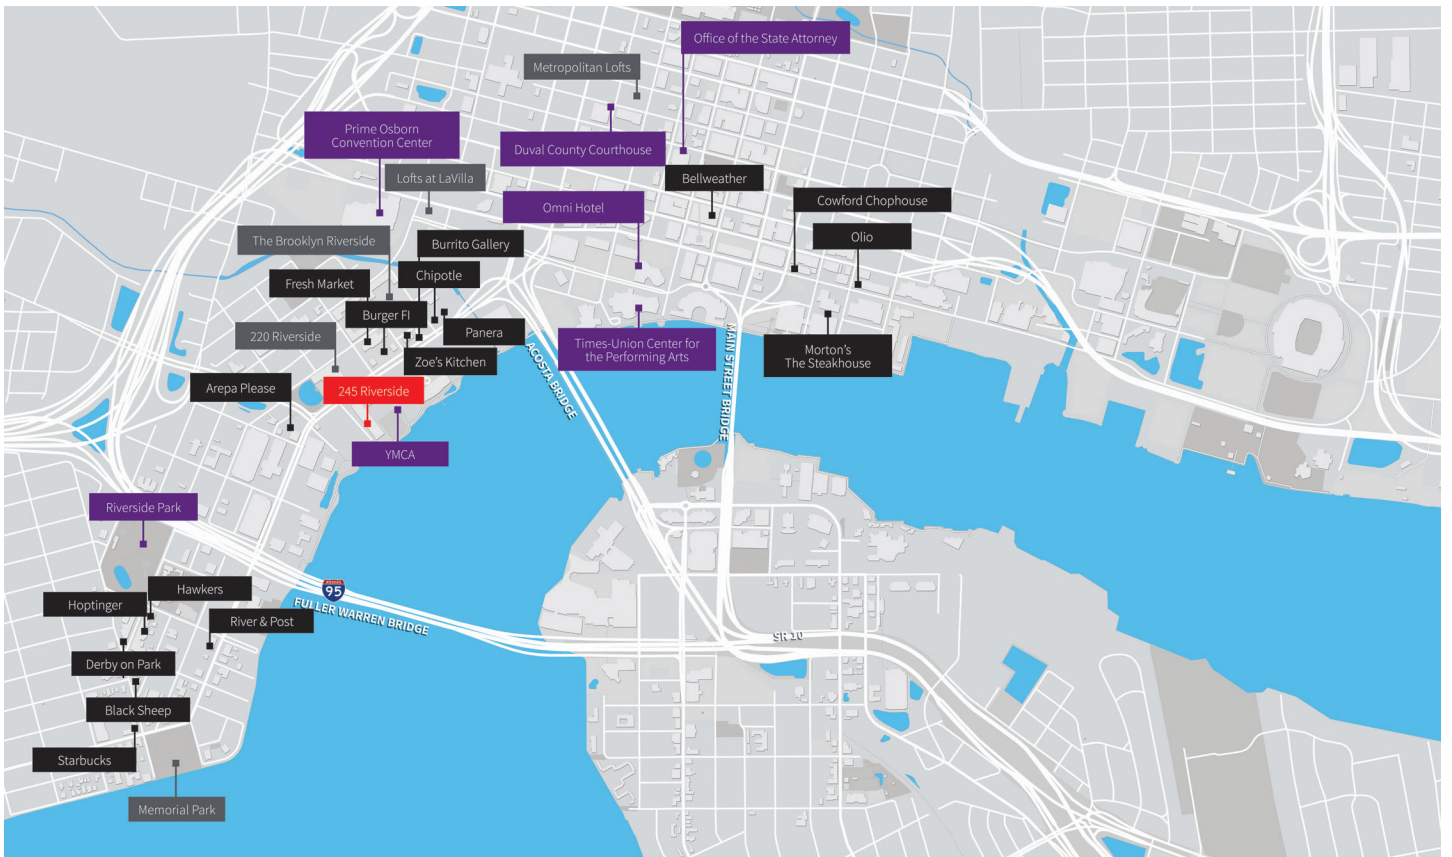 Office of the State Attorney
Metropolitan Lofts
Prime Osborn
Convention Center
Duval County Courthouse
Lofts at LaVilla
Bellweather
Cowford Chophouse
Omni Hotel
The Brooklyn Riverside
Burrito Gallery
Olio
Chipotle
Fresh Market
Burger FI
220 Riverside
Panera
Times-Union Center for
the Performing Arts
MAIN STREET BRIDGE
Morton's
The Steakhouse
Zoe's Kitchen
ACOSTA BRIDGE
Arepa Please
245 Riverside
YMCA
Riverside Park
INTERSTATE
95
Hawkers
Hoptinger
FULLER WARREN BRIDGE
River & Post
SR 10
Derby on Park
Black Sheep
Starbucks
Memorial Park